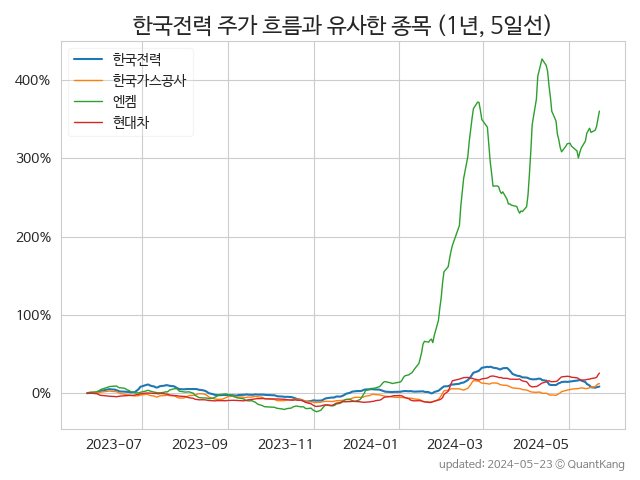 한국전력 주가 흐름과 유사한 종목 (1년, 5일선)
한국전력
한국가스공사
엔켐
현대차
400%
300%
200%
100%
0%
2023-07 2023-09 2023-11 2024-01 2024-03 2024-05
updated: 2024-05-23 © QuantKang